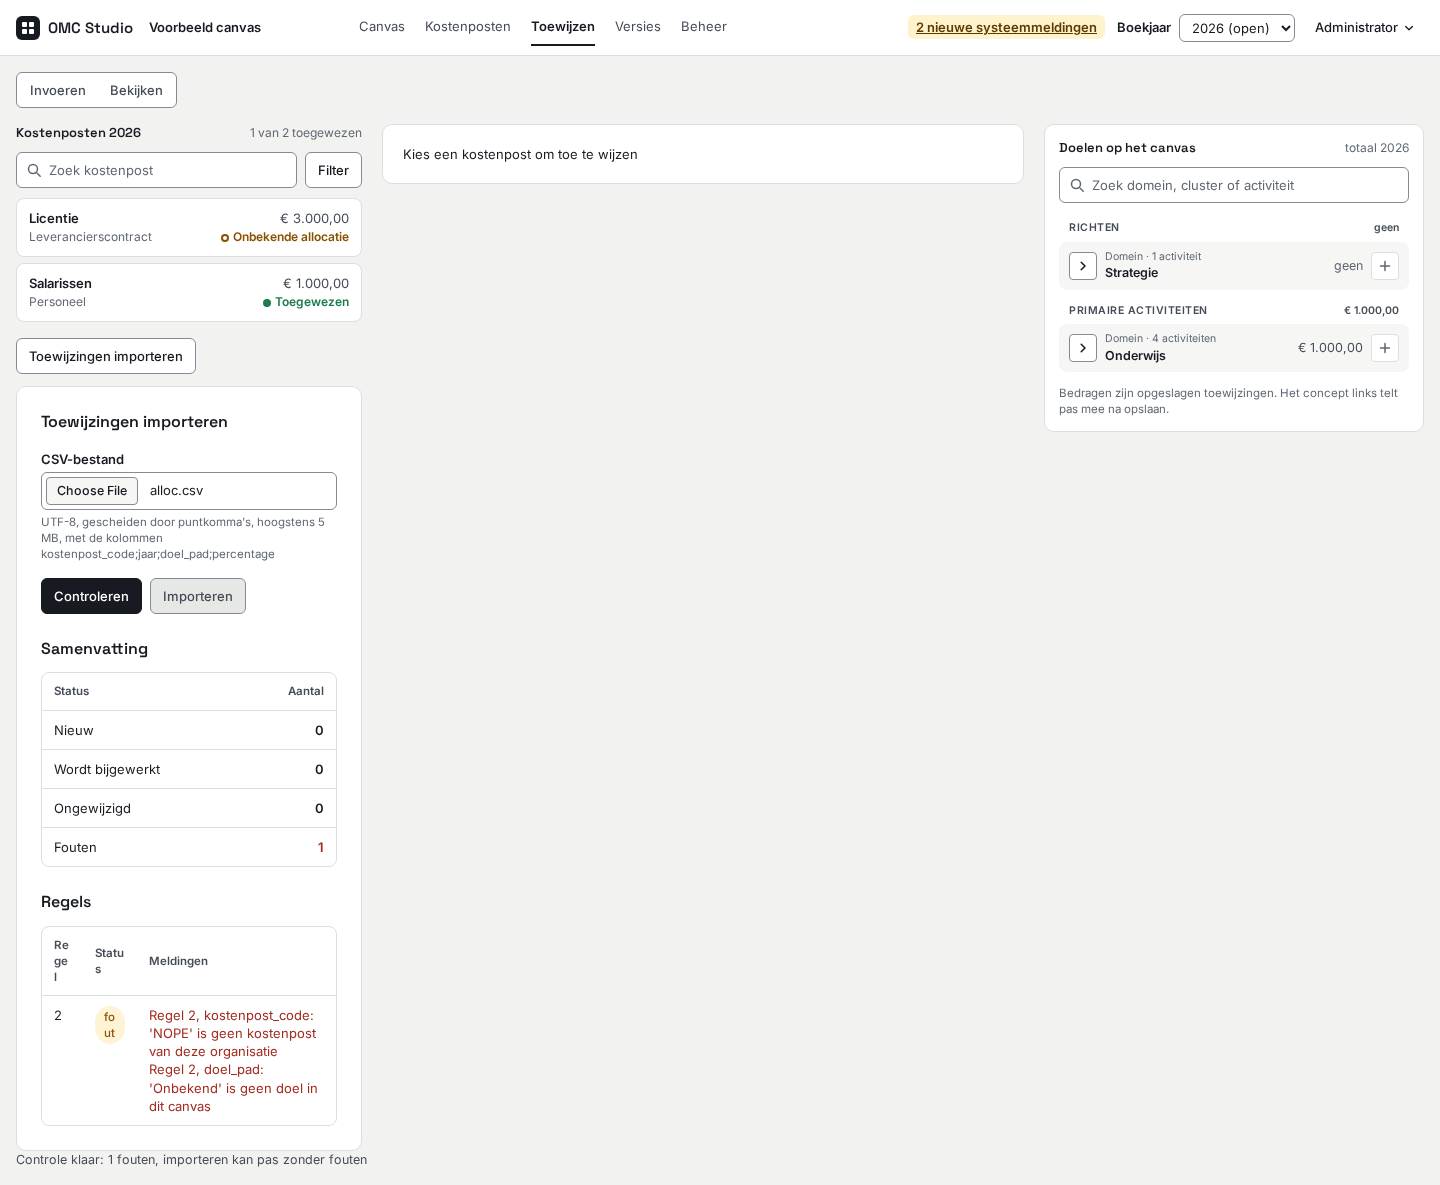 OMC Studio
Voorbeeld canvas
Canvas
Kostenposten
Toewijzen
Versies
Beheer
2 nieuwe systeemmeldingen
Boekjaar
2026 (open)
Administrator
Invoeren
Bekijken
Kostenposten 2026
1 van 2 toegewezen
Zoek kostenpost
Filter
Licentie
€ 3.000,00
Leverancierscontract
Onbekende allocatie
Salarissen
€ 1.000,00
Personeel
Toegewezen
Toewijzingen importeren
Toewijzingen importeren
CSV-bestand
Choose File
alloc.csv
UTF-8, gescheiden door puntkomma's, hoogstens 5
MB, met de kolommen
kostenpost_code;jaar;doel_pad;percentage
Controleren
Importeren
Samenvatting
Status
Aantal
Nieuw
0
Wordt bijgewerkt
0
Ongewijzigd
0
Fouten
1
Regels
Re
ge
l
Statu
s
Meldingen
2
fo
ut
Regel 2, kostenpost_code:
'NOPE' is geen kostenpost
van deze organisatie
Regel 2, doel_pad:
'Onbekend' is geen doel in
dit canvas
Controle klaar: 1 fouten, importeren kan pas zonder fouten
Kies een kostenpost om toe te wijzen
Doelen op het canvas
totaal 2026
Zoek domein, cluster of activiteit
RICHTEN
geen
Domein · 1 activiteit
Strategie
geen
PRIMAIRE ACTIVITEITEN
€ 1.000,00
Domein · 4 activiteiten
Onderwijs
€ 1.000,00
Bedragen zijn opgeslagen toewijzingen. Het concept links telt
pas mee na opslaan.